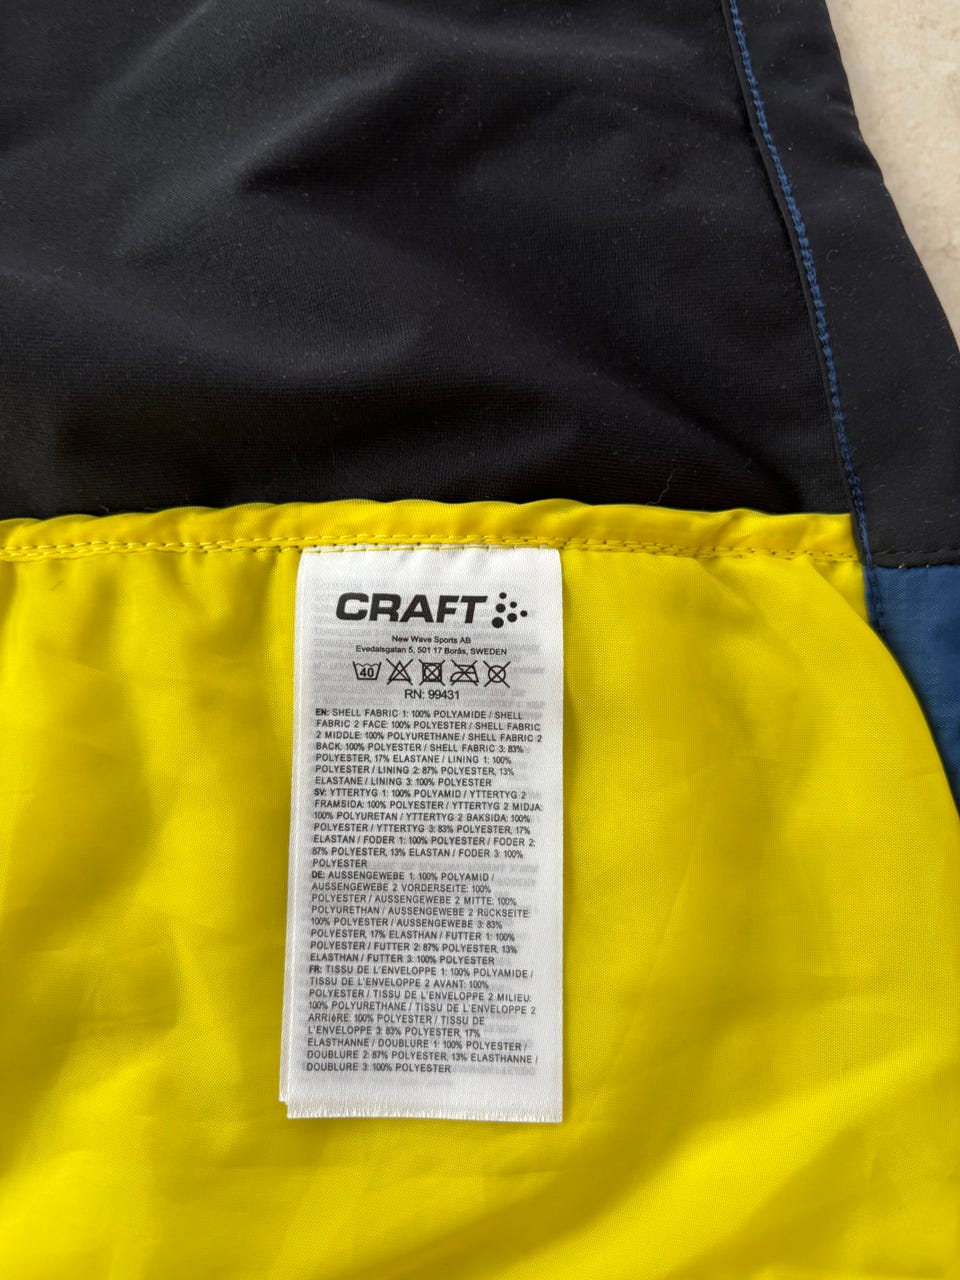 CRAFT
New Wave Sports AB
Evedalsgatan 5, 501 17 Borås, SWEDEN
40
RN: 99431
EN: SHELL FABRIC 1: 100% POLYAMIDE / SHELL
FABRIC 2 FACE: 100% POLYESTER / SHELL FABRIC
2 MIDDLE: 100% POLYURETHANE / SHELL FABRIC 2
BACK: 100% POLYESTER / SHELL FABRIC 3: 83%
POLYESTER, 17% ELASTANE / LINING 1: 100%
POLYESTER / LINING 2: 87% POLYESTER, 13%
ELASTANE / LINING 3: 100% POLYESTER
SV: YTTERTYG 1: 100% POLYAMID / YTTERTYG 2
FRAMSIDA: 100% POLYESTER / YTTERTYG 2 MIDJA:
100% POLYURETAN / YTTERTYG 2 BAKSIDA: 100%
POLYESTER / YTTERTYG 3: 83% POLYESTER, 17%
ELASTAN / FODER 1: 100% POLYESTER / FODER 2:
87% POLYESTER, 13% ELASTAN / FODER 3: 100%
POLYESTER
DE: AUSSENGEWEBE 1: 100% POLYAMID /
AUSSENGEWEBE 2 VORDERSEITE: 100%
POLYESTER / AUSSENGEWEBE 2 MITTE: 100%
POLYURETHAN / AUSSENGEWEBE 2 RüCKSEITE:
100% POLYESTER / AUSSENGEWEBE 3: 83%
POLYESTER, 17% ELASTHAN / FUTTER 1: 100%
POLYESTER / FUTTER 2: 87% POLYESTER, 13%
ELASTHAN / FUTTER 3: 100% POLYESTER
FR: TISSU DE L'ENVELOPPE 1: 100% POLYAMIDE /
TISSU DE L'ENVELOPPE 2 AVANT: 100%
POLYESTER / TISSU DE L'ENVELOPPE 2 MILIEU:
100% POLYURETHANE / TISSU DE L'ENVELOPPE 2
ARRIèRE: 100% POLYESTER / TISSU DE
L'ENVELOPPE 3: 83% POLYESTER, 17%
ELASTHANNE / DOUBLURE 1: 100% POLYESTER /
DOUBLURE 2: 87% POLYESTER, 13% ELASTHANNE /
DOUBLURE 3: 100% POLYESTER